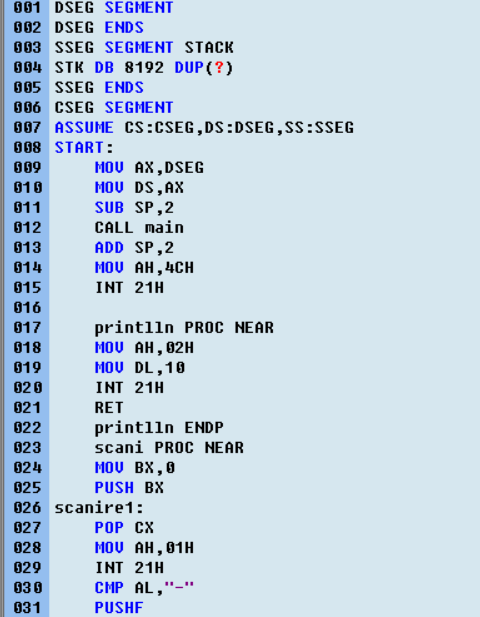 001 DSEG SEGMENT
002 DSEG ENDS
003 SSEG SEGMENT STACK
004 STK DB 8192 DUP(?)
005 SSEG ENDS
006 CSEG SEGMENT
007 ASSUME CS:CSEG,DS:DSEG,SS:SSEG
008 START:
009     MOV AX,DSEG
010     MOV DS,AX
011     SUB SP,2
012     CALL main
013     ADD SP,2
014     MOV AH,4CH
015     INT 21H
016
017     printlln PROC NEAR
018     MOV AH,02H
019     MOV DL,10
020     INT 21H
021     RET
022     printlln ENDP
023     scani PROC NEAR
024     MOV BX,0
025     PUSH BX
026 scanire1:
027     POP CX
028     MOV AH,01H
029     INT 21H
030     CMP AL,"-"
031     PUSHF